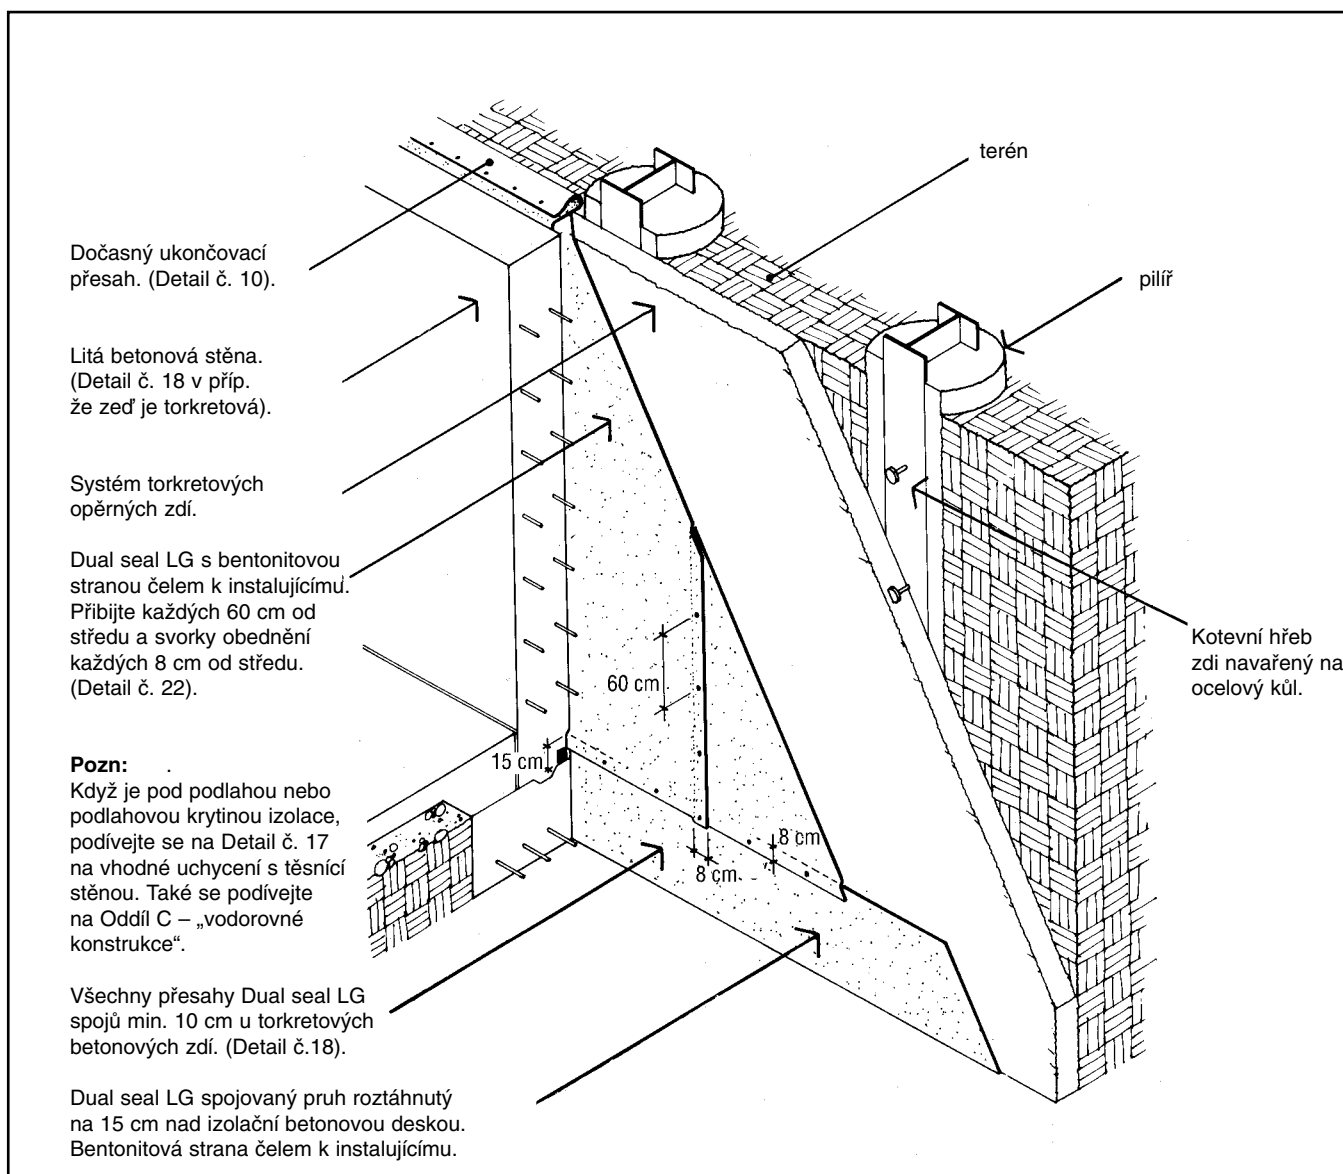 terén
pilíř
Dočasný ukončovací
přesah. (Detail č. 10).
Litá betonová stěna.
(Detail č. 18 v příp.
že zeď je torkretová).
Systém torkretových
opěrných zdí.
Dual seal LG s bentonitovou
stranou čelem k instalujícímu.
Přibijte každých 60 cm od
středu a svorky obednění
každých 8 cm od středu.
(Detail č. 22).
Kotevní hřeb
zdi navařený na
ocelový kůl.
60 cm
15 cm
8 cm
8 cm
Pozn: .
Když je pod podlahou nebo
podlahovou krytinou izolace,
podívejte se na Detail č. 17
na vhodné uchycení s těsnící
stěnou. Také se podívejte
na Oddíl C – „vodorovné
konstrukce“.
Všechny přesahy Dual seal LG
spojů min. 10 cm u torkretových
betonových zdí. (Detail č.18).
Dual seal LG spojovaný pruh roztáhnutý
na 15 cm nad izolační betonovou deskou.
Bentonitová strana čelem k instalujícímu.